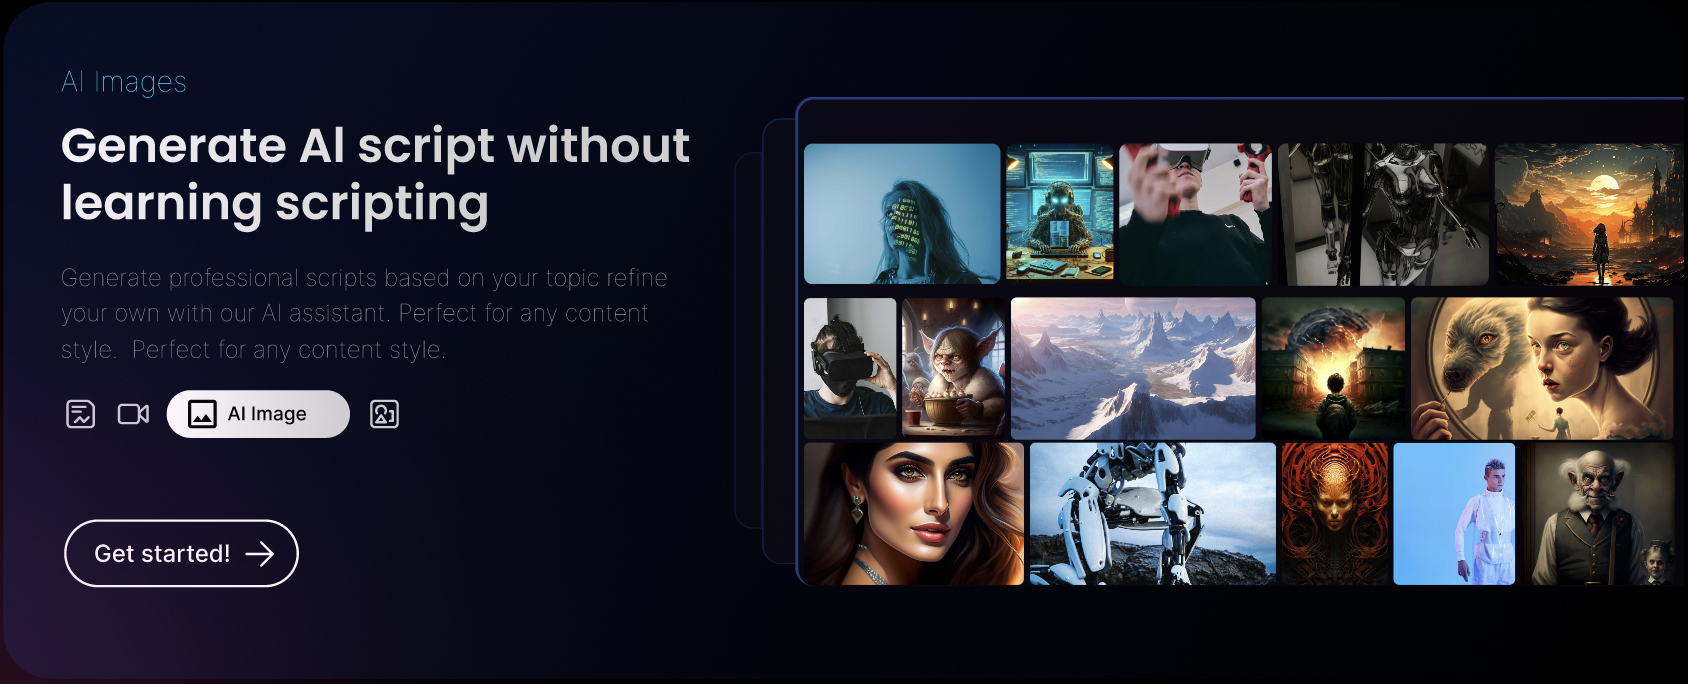 AI Images
Generate AI script without
learning scripting
Generate professional scripts based on your topic refine
your own with our AI assistant. Perfect for any content
style.  Perfect for any content style.
AI Image
Get started!